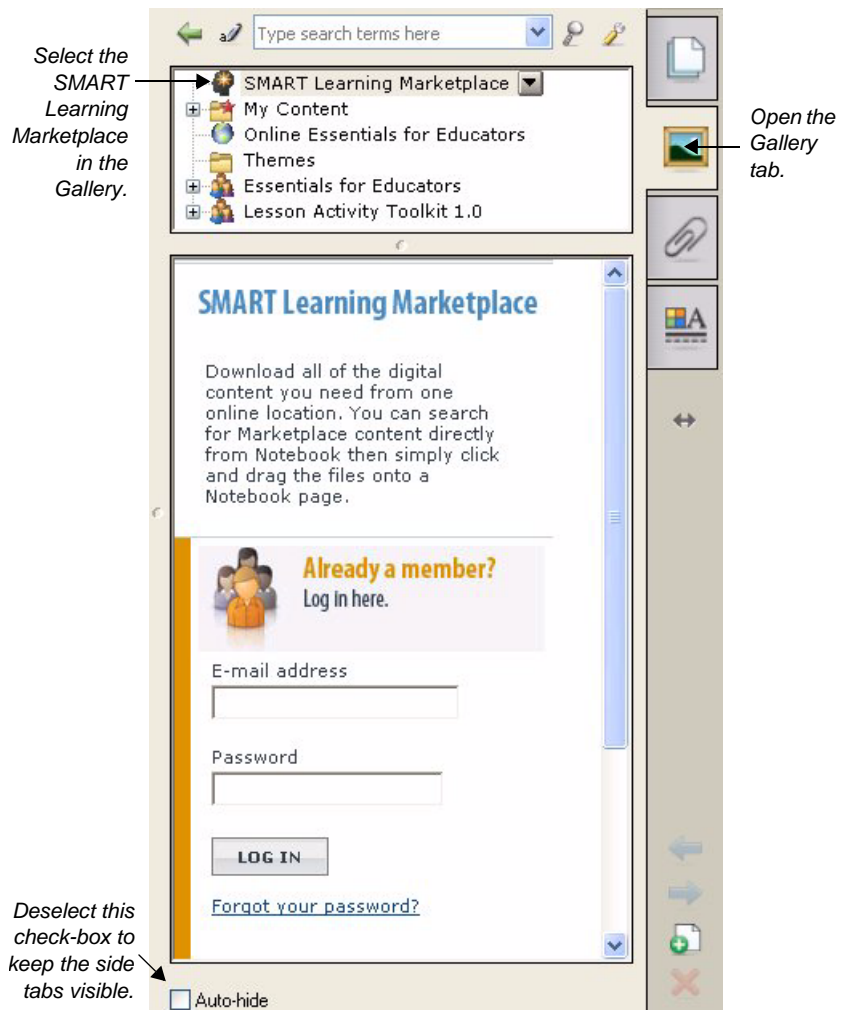 Type search terms here
Select the
SMART
Learning
Marketplace
in the
Gallery.
SMART Learning Marketplace
My Content
Online Essentials for Educators
Themes
Essentials for Educators
Lesson Activity Toolkit 1.0
Open the
Gallery
tab.
SMART Learning Marketplace
Download all of the digital
content you need from one
online location. You can search
for Marketplace content directly
from Notebook then simply click
and drag the files onto a
Notebook page.
Already a member?
Log in here.
E-mail address
Password
LOG IN
Forgot your password?
Deselect this
check-box to
keep the side
tabs visible.
Auto-hide